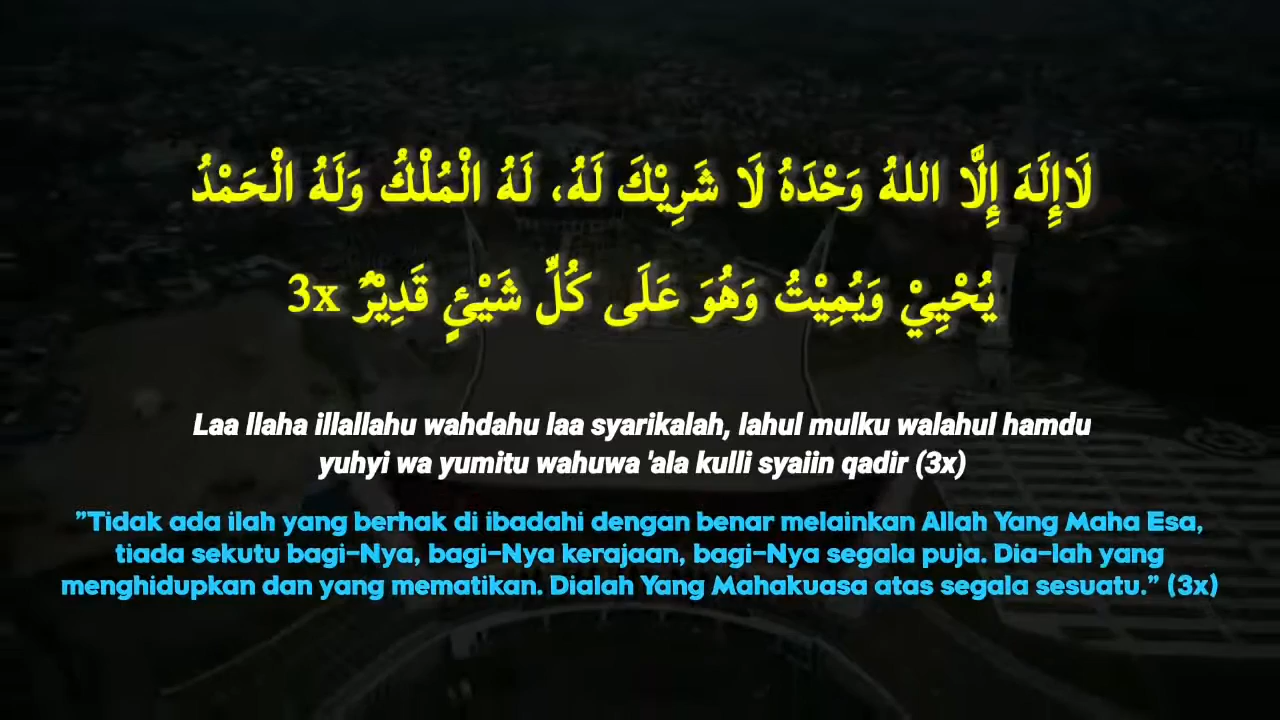 لَاإِلَهَ إِلَّا اللهُ وَحْدَهُ لَا شَرِيْكَ لَهُ، لَهُ الْمُلْكُ وَلَهُ الْحَمْدُ
يُحْيِيْ وَيُمِيْتُ وَهُوَ عَلَى كُلِّ شَيْئٍ قَدِيْرٌ 3x
Laa llaha illallahu wahdahu laa syarikalah, lahul mulku walahul hamdu
yuhyi wa yumitu wahuwa 'ala kulli syaiin qadir (3x)
"Tidak ada ilah yang berhak di ibadahi dengan benar melainkan Allah Yang Maha Esa,
tiada sekutu bagi-Nya, bagi-Nya kerajaan, bagi-Nya segala puja. Dia-lah yang
menghidupkan dan yang mematikan. Dialah Yang Mahakuasa atas segala sesuatu." (3x)